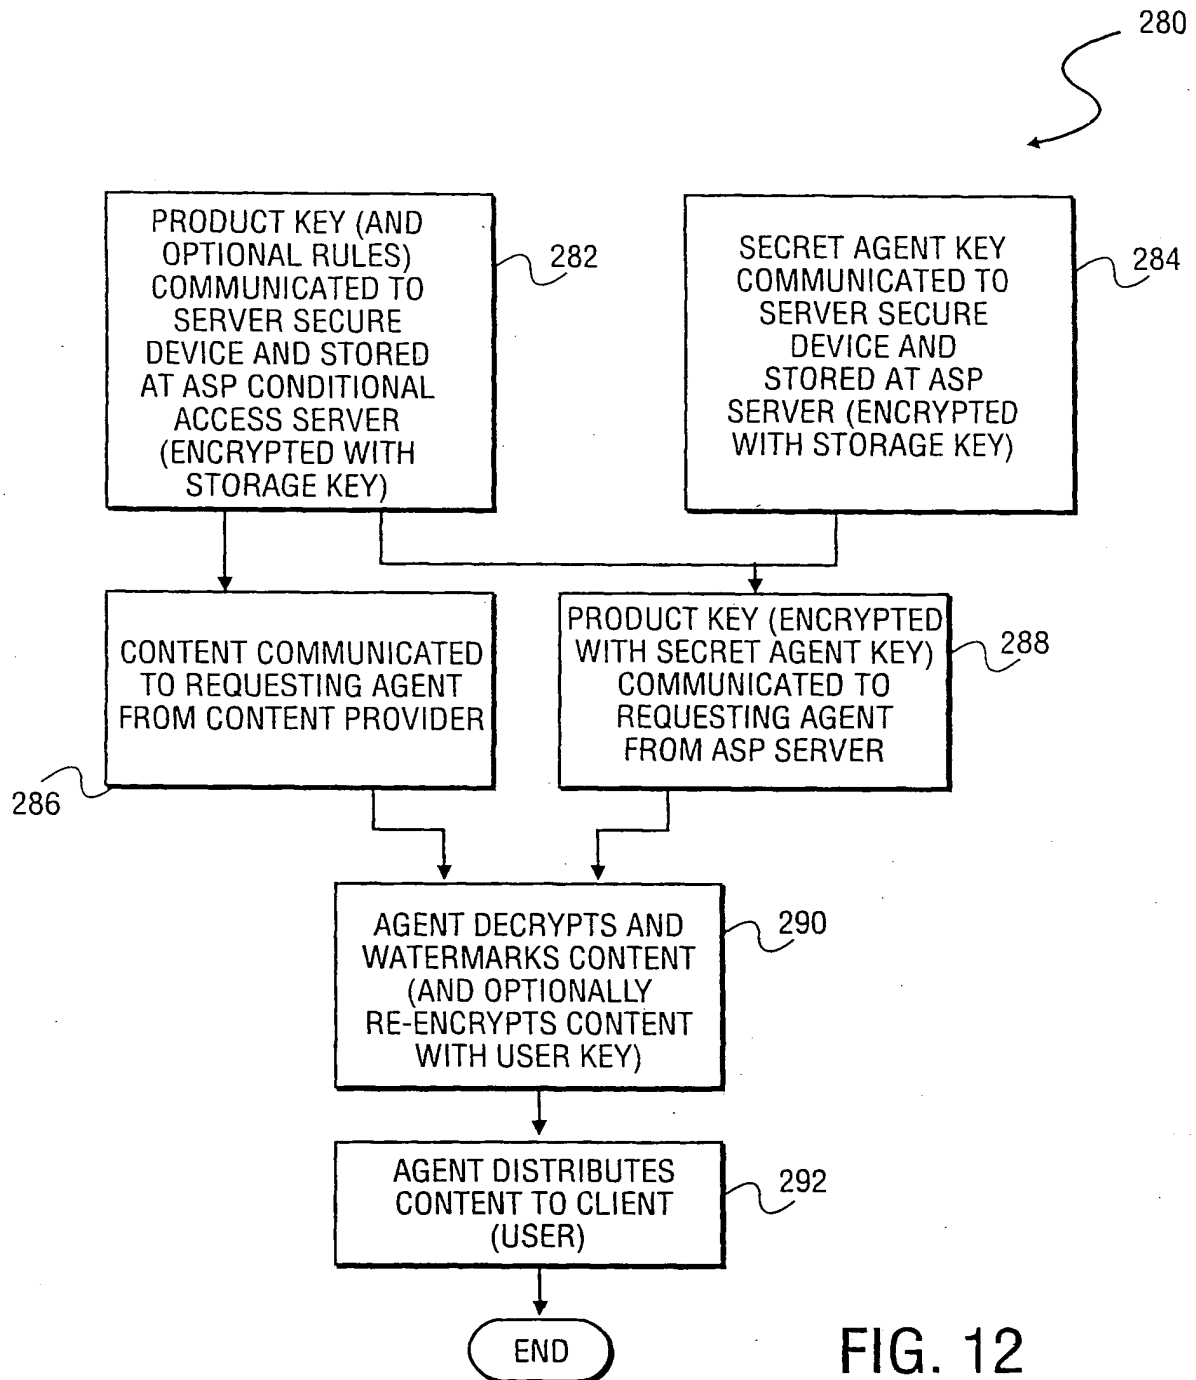 280
PRODUCT KEY (AND
OPTIONAL RULES)
COMMUNICATED TO
SERVER SECURE
DEVICE AND STORED
AT ASP CONDITIONAL
ACCESS SERVER
(ENCRYPTED WITH
STORAGE KEY)
282
SECRET AGENT KEY
COMMUNICATED TO
SERVER SECURE
DEVICE AND
STORED AT ASP
SERVER (ENCRYPTED
WITH STORAGE KEY)
284
CONTENT COMMUNICATED
TO REQUESTING AGENT
FROM CONTENT PROVIDER
286
PRODUCT KEY (ENCRYPTED
WITH SECRET AGENT KEY)
COMMUNICATED TO
REQUESTING AGENT
FROM ASP SERVER
288
AGENT DECRYPTS AND
WATERMARKS CONTENT
(AND OPTIONALLY
RE-ENCRYPTS CONTENT
WITH USER KEY)
290
AGENT DISTRIBUTES
CONTENT TO CLIENT
(USER)
292
END
FIG. 12